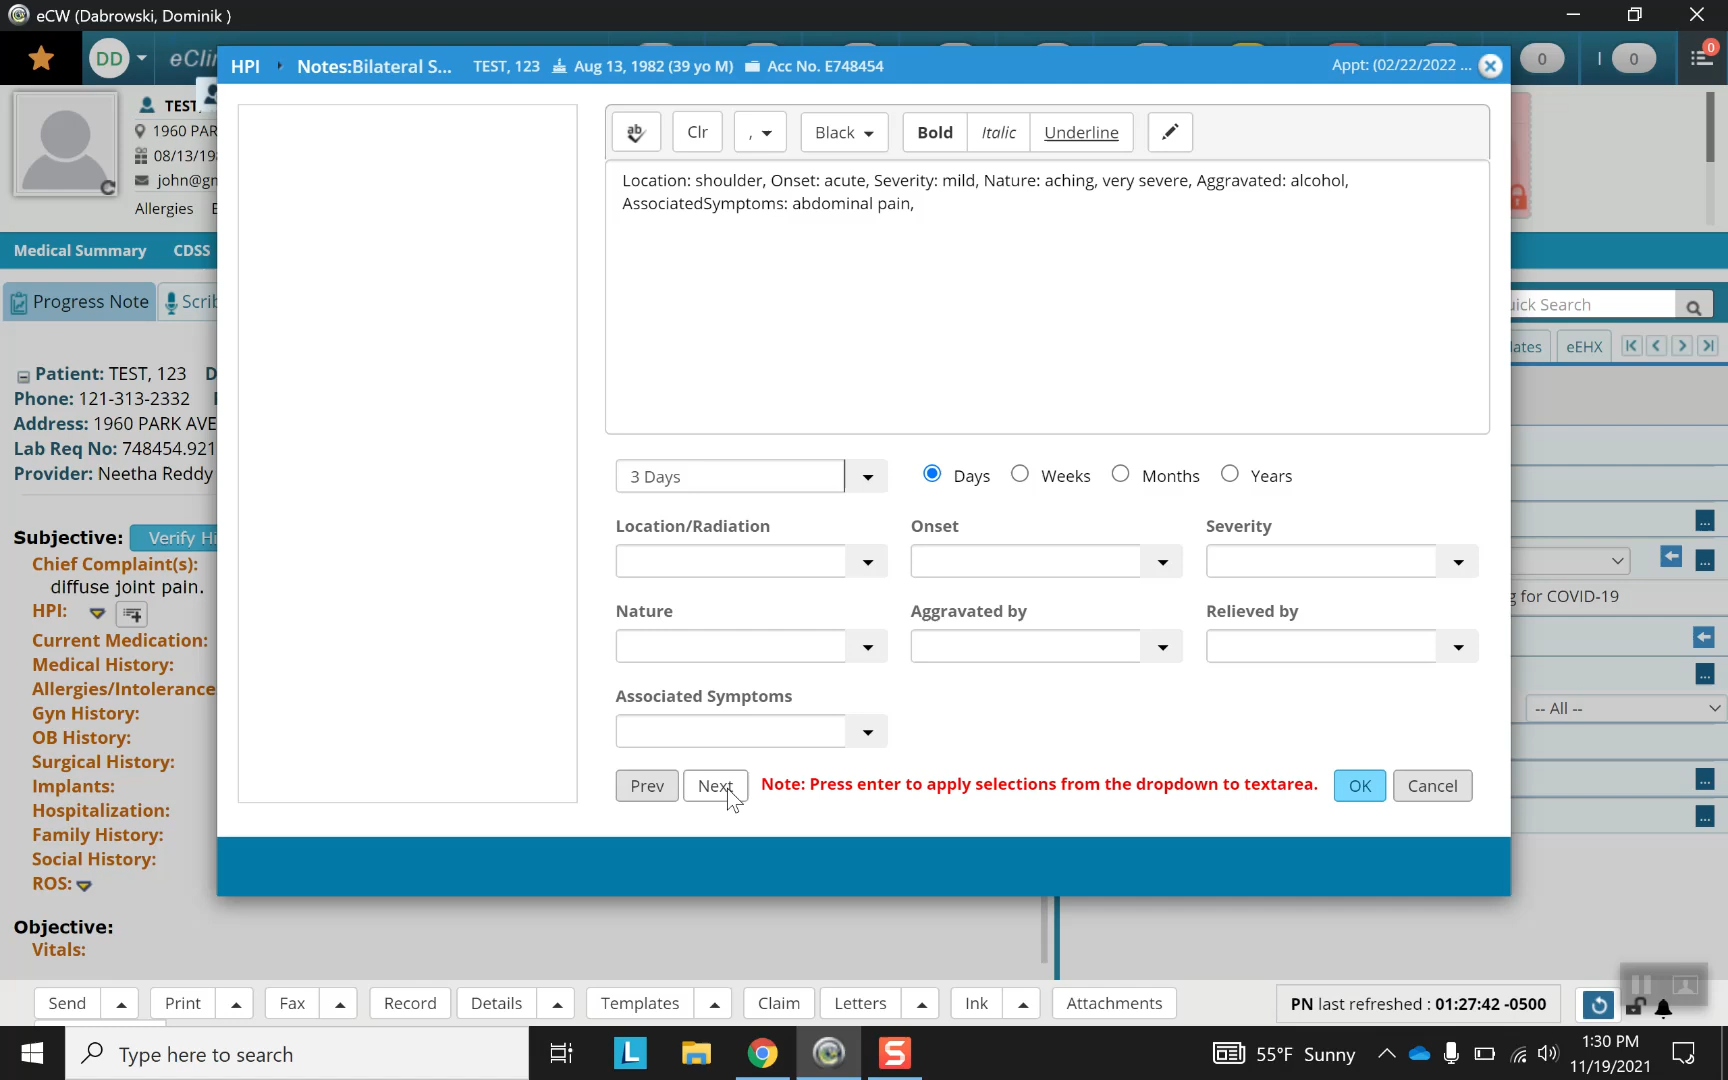 eCW (Dabrowski, Dominik )
DD
HPI Notes:Bilateral S... TEST, 123 Aug 13, 1982 (39 yo M) Acc No. E748454 Appt: (02/22/2022 ...
0
0
0
TEST,
1960 PAR
08/13/19
Allergies
Medical Summary CDSS
Progress Note
Clr , Black Bold Italic Underline
Location: shoulder, Onset: acute, Severity: mild, Nature: aching, very severe, Aggravated: alcohol,
AssociatedSymptoms: abdominal pain,
eEHX
Patient: TEST, 123
Phone: 121-313-2332
Address: 1960 PARK AVE
Lab Req No: 748454.921
Provider: Neetha Reddy
Subjective:
Chief Complaint(s):
diffuse joint pain.
HPI:
Current Medication:
Medical History:
Allergies/Intolerance
Gyn History:
OB History:
Surgical History:
Implants:
Hospitalization:
Family History:
Social History:
ROS:
Objective:
Vitals:
3 Days
Days Weeks Months Years
Location/Radiation Onset Severity
Nature Aggravated by Relieved by
Associated Symptoms
Prev Next Note: Press enter to apply selections from the dropdown to textarea. OK Cancel
Search
for COVID-19
-- All --
Send Print Fax Record Details Templates Claim Letters Ink Attachments PN last refreshed : 01:27:42 -0500
Type here to search
L
S
55°F Sunny
1:30 PM
11/19/2021